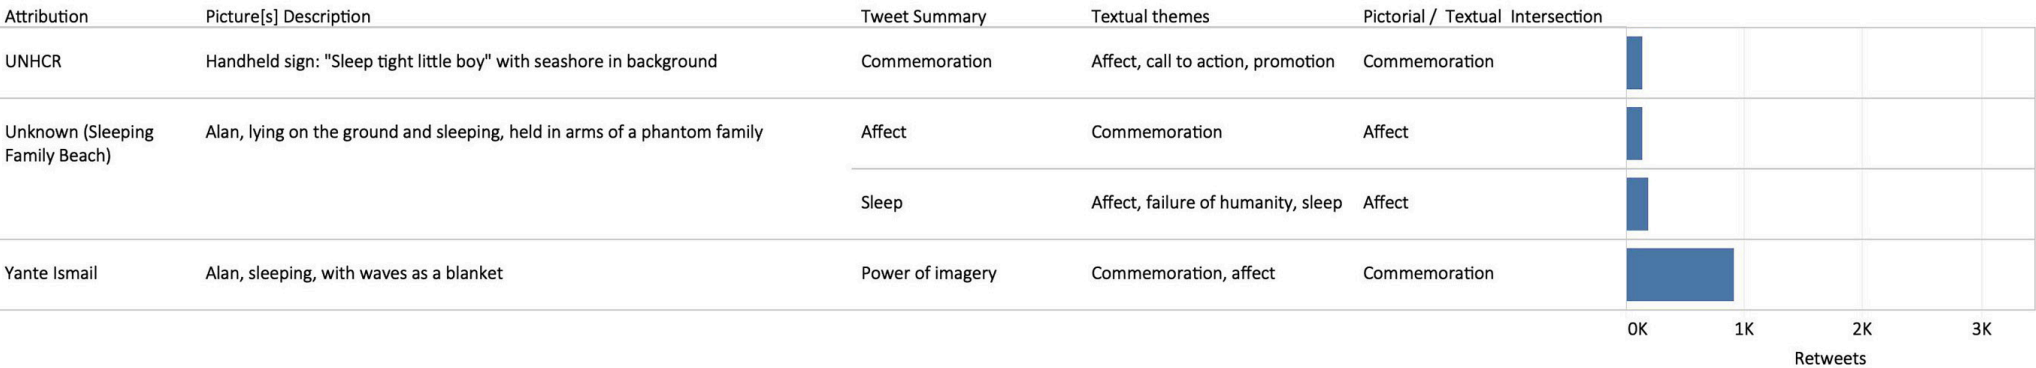 Attribution Picture[s] Description Tweet Summary Textual themes Pictorial / Textual Intersection
UNHCR Handheld sign: "Sleep tight little boy" with seashore in background Commemoration Affect, call to action, promotion Commemoration
Unknown (Sleeping Family Beach) Alan, lying on the ground and sleeping, held in arms of a phantom family Affect Commemoration Affect
Sleep Affect, failure of humanity, sleep Affect
Yante Ismail Alan, sleeping, with waves as a blanket Power of imagery Commemoration, affect Commemoration
0K 1K 2K 3K
Retweets